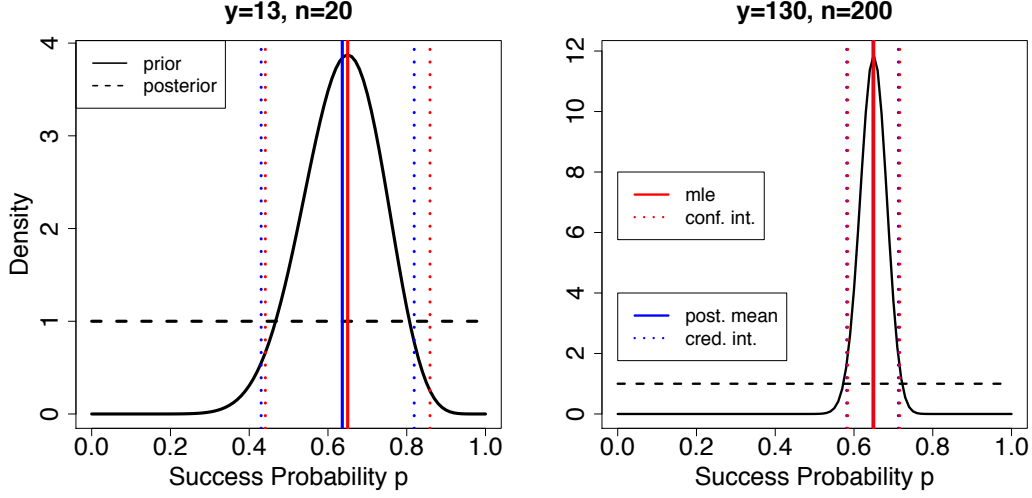 y=13, n=20
prior
posterior
0 1 2 3 4
Density
0.0 0.2 0.4 0.6 0.8 1.0
Success Probability p
y=130, n=200
mle
conf. int.
post. mean
cred. int.
0 2 4 6 8 10 12
0.0 0.2 0.4 0.6 0.8 1.0
Success Probability p